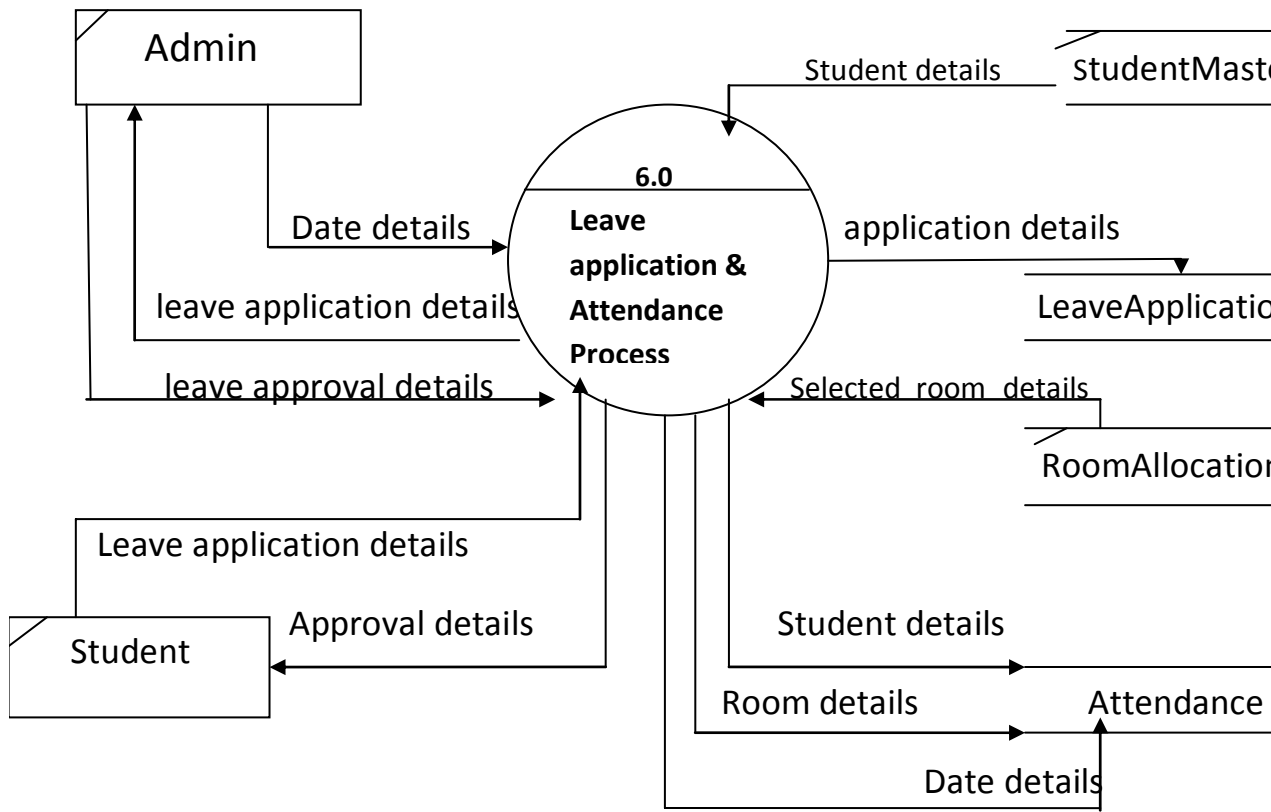 Admin
Student details
StudentMaste
6.0
Leave
application &
Attendance
Process
Date details
application details
leave application details
LeaveApplicatio
leave approval details
Selected room details
RoomAllocation
Leave application details
Student
Approval details
Student details
Room details
Attendance
Date details